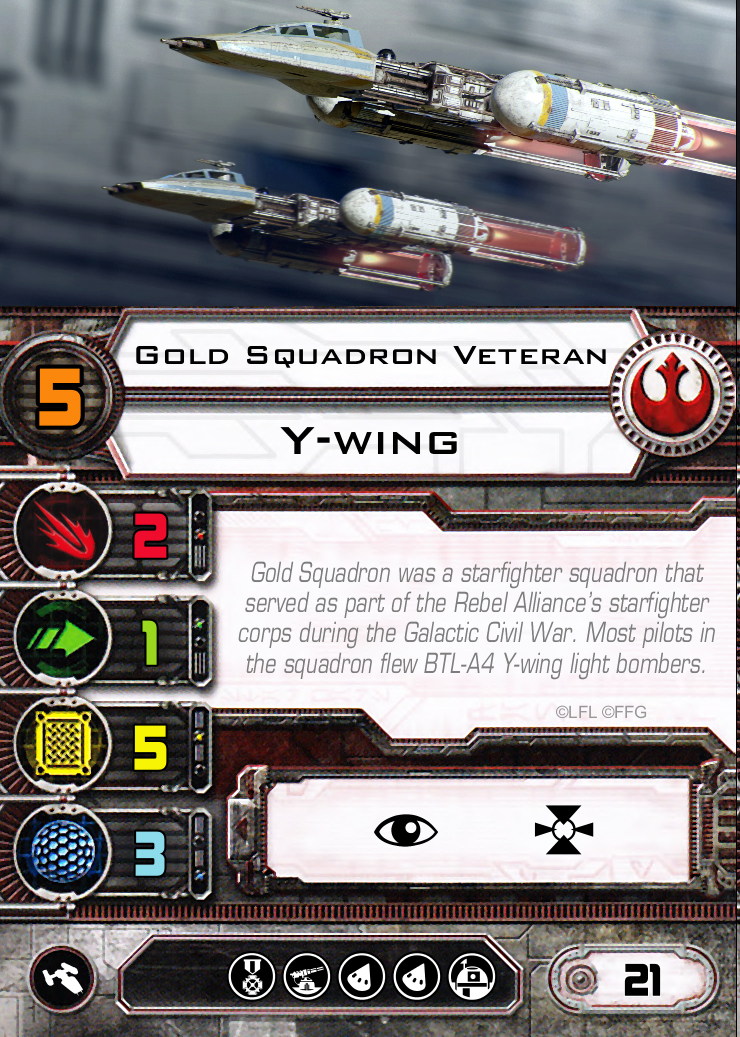 Gold Squadron Veteran
5
Y-wing
2
1
5
3
Gold Squadron was a starfighter squadron that
served as part of the Rebel Alliance's starfighter
corps during the Galactic Civil War. Most pilots in
the squadron flew BTL-A4 Y-wing light bombers.
©LFL ©FFG
21